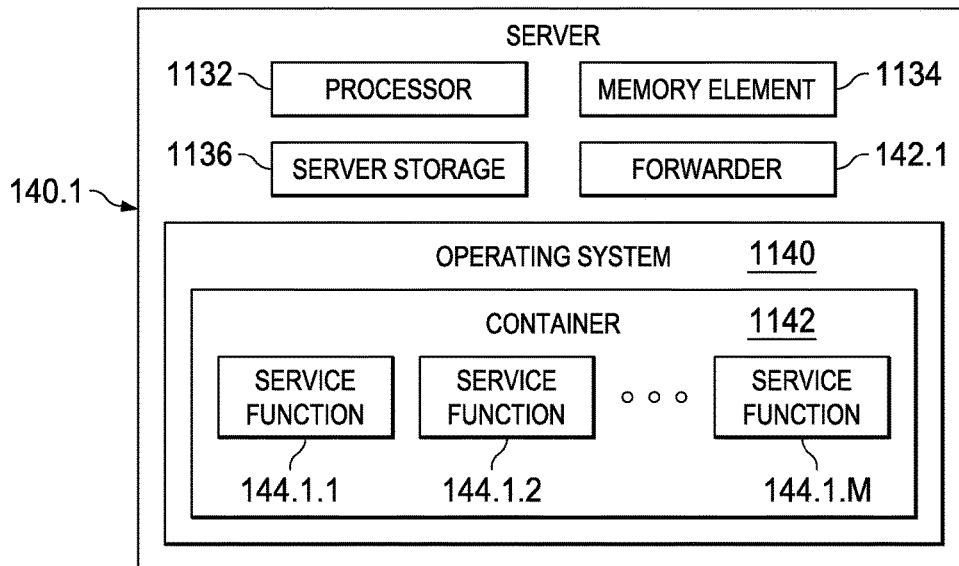 SERVER
1132 PROCESSOR MEMORY ELEMENT 1134
1136 SERVER STORAGE FORWARDER 142.1
140.1
OPERATING SYSTEM 1140
CONTAINER 1142
SERVICE FUNCTION
SERVICE FUNCTION
SERVICE FUNCTION
144.1.1 144.1.2 144.1.M